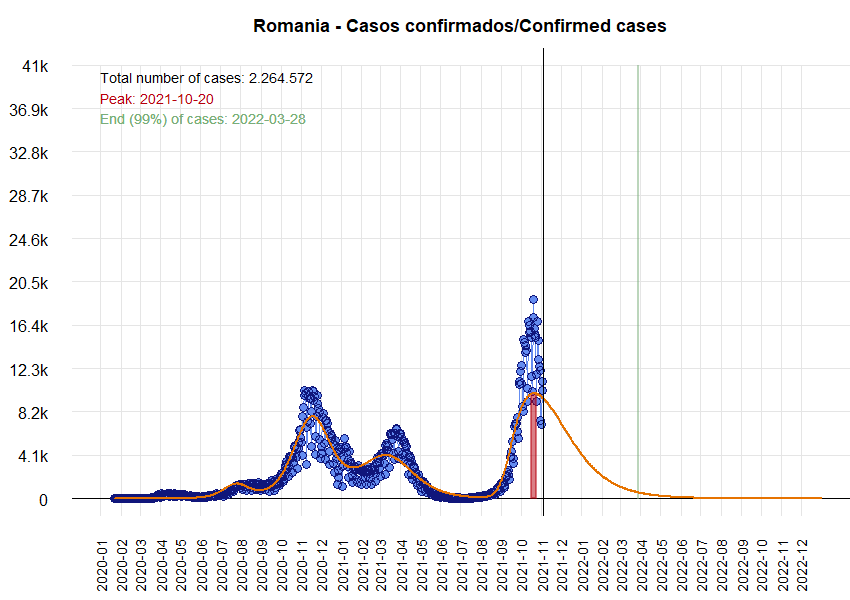 Romania - Casos confirmados/Confirmed cases
41k
Total number of cases: 2.264.572
Peak: 2021-10-20
36.9k
End (99%) of cases: 2022-03-28
32.8k
28.7k
24.6k
20.5k
16.4k
12.3k
8.2k
4.1k
0
2020-01
2020-02
2020-03
2020-04
2020-05
2020-06
2020-07
2020-08
2020-09
2020-10
2020-11
2020-12
2021-01
2021-02
2021-03
2021-04
2021-05
2021-06
2021-07
2021-08
2021-09
2021-10
2021-11
2021-12
2022-01
2022-02
2022-03
2022-04
2022-05
2022-06
2022-07
2022-08
2022-09
2022-10
2022-11
2022-12